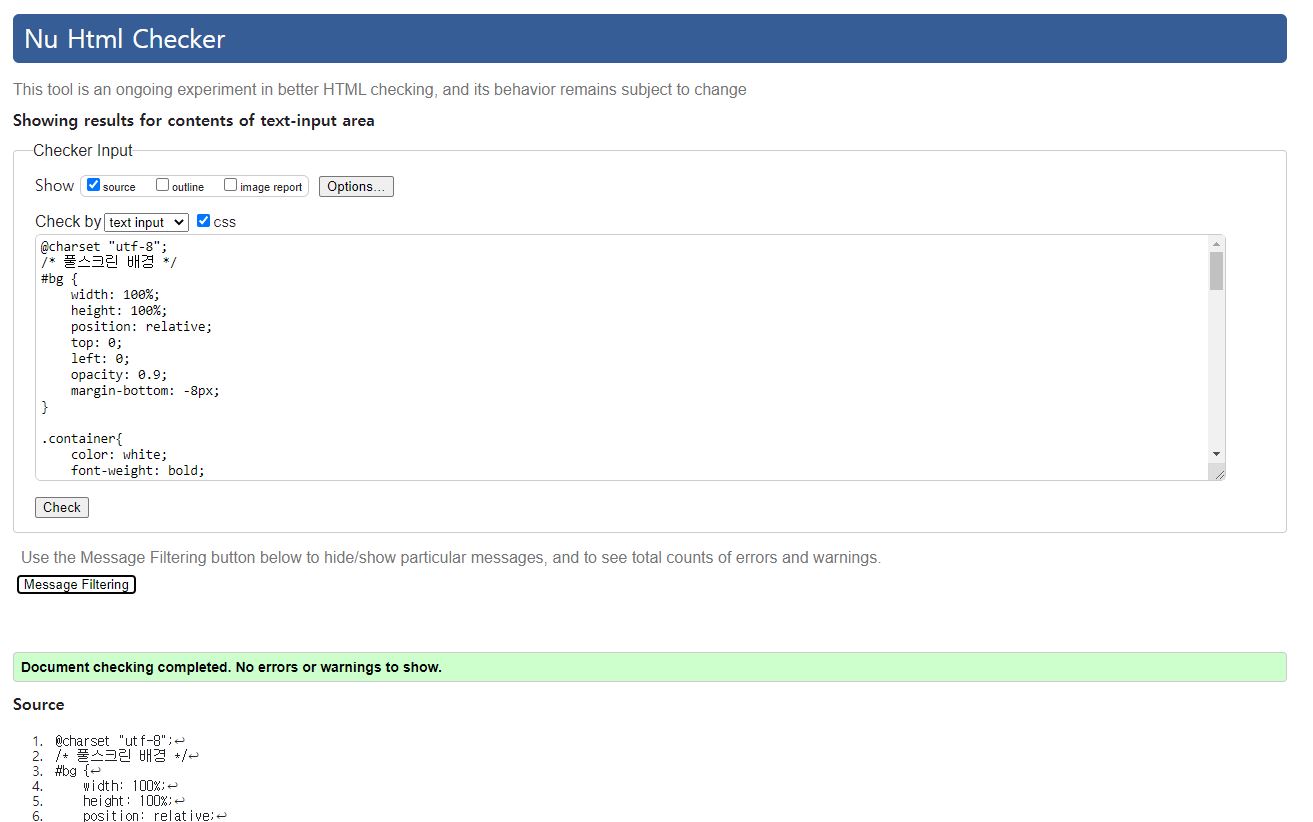 Nu Html Checker
This tool is an ongoing experiment in better HTML checking, and its behavior remains subject to change
Showing results for contents of text-input area
Checker Input
Show source outline image report Options...
Check by text input css
@charset "utf-8";
/* 풀스크린 배경 */
#bg {
    width: 100%;
    height: 100%;
    position: relative;
    top: 0;
    left: 0;
    opacity: 0.9;
    margin-bottom: -8px;
}
.container{
    color: white;
    font-weight: bold;
Check
Use the Message Filtering button below to hide/show particular messages, and to see total counts of errors and warnings.
Message Filtering
Document checking completed. No errors or warnings to show.
Source
1. @charset "utf-8";↩
2. /* 풀스크린 배경 */↩
3. #bg {↩
4.     width: 100%;↩
5.     height: 100%;↩
6.     position: relative;↩